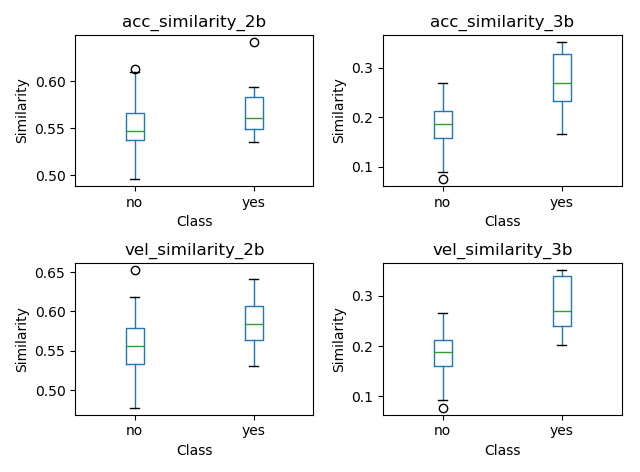 acc_similarity_2b
0.60
0.55
0.50
Similarity
no
yes
Class
acc_similarity_3b
0.3
0.2
0.1
Similarity
no
yes
Class
vel_similarity_2b
0.65
0.60
0.55
0.50
Similarity
no
yes
Class
vel_similarity_3b
0.3
0.2
0.1
Similarity
no
yes
Class